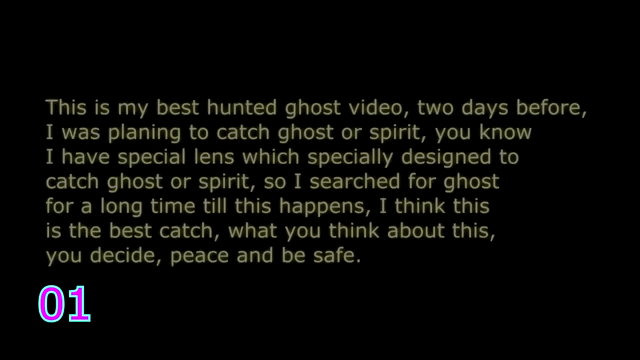 This is my best hunted ghost video, two days before,
I was planing to catch ghost or spirit, you know
I have special lens which specially designed to
catch ghost or spirit, so I searched for ghost
for a long time till this happens, I think this
is the best catch, what you think about this,
you decide, peace and be safe.
01